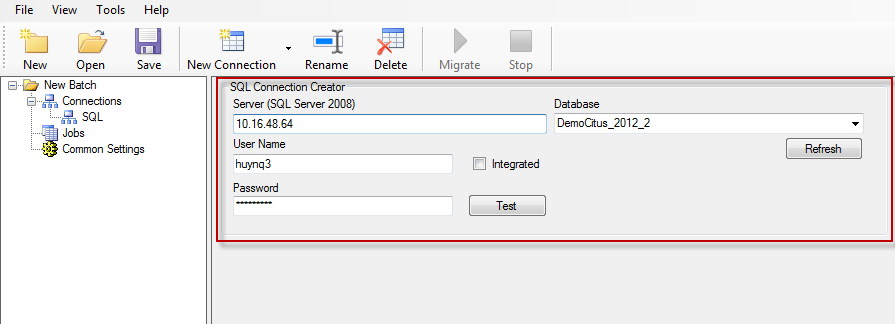 File View Tools Help
New Open Save New Connection Rename Delete Migrate Stop
New Batch
Connections
SQL
Jobs
Common Settings
SQL Connection Creator
Server (SQL Server 2008) Database
10.16.48.64 DemoCitus_2012_2
Refresh
User Name
huynq3 Integrated
Password
********* Test